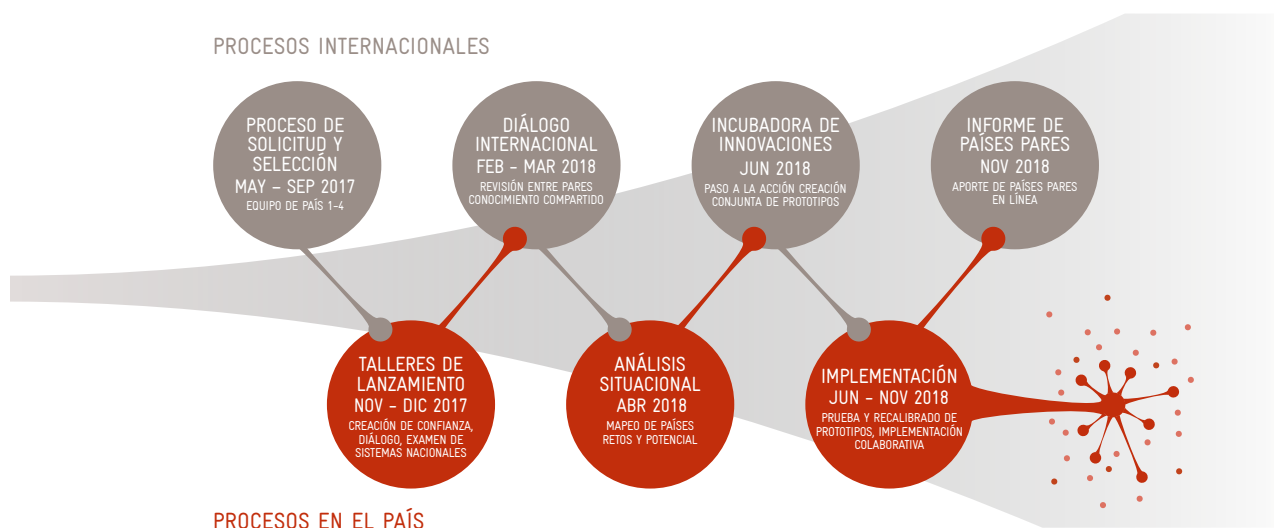 PROCESOS INTERNACIONALES
PROCESO DE
SOLICITUD Y
SELECCIÓN
MAY – SEP 2017
EQUIPO DE PAÍS 1-4
DIÁLOGO
INTERNACIONAL
FEB – MAR 2018
REVISIÓN ENTRE PARES
CONOCIMIENTO COMPARTIDO
INCUBADORA DE
INNOVACIONES
JUN 2018
PASO A LA ACCIÓN CREACIÓN
CONJUNTA DE PROTOTIPOS
INFORME DE
PAÍSES PARES
NOV 2018
APORTE DE PAÍSES PARES
EN LÍNEA
TALLERES DE
LANZAMIENTO
NOV – DIC 2017
CREACIÓN DE CONFIANZA,
DIÁLOGO, EXAMEN DE
SISTEMAS NACIONALES
ANÁLISIS
SITUACIONAL
ABR 2018
MAPEO DE PAÍSES
RETOS Y POTENCIAL
IMPLEMENTACIÓN
JUN – NOV 2018
PRUEBA Y RECALIBRADO DE
PROTOTIPOS, IMPLEMENTACIÓN
COLABORATIVA
PROCESOS EN EL PAÍS